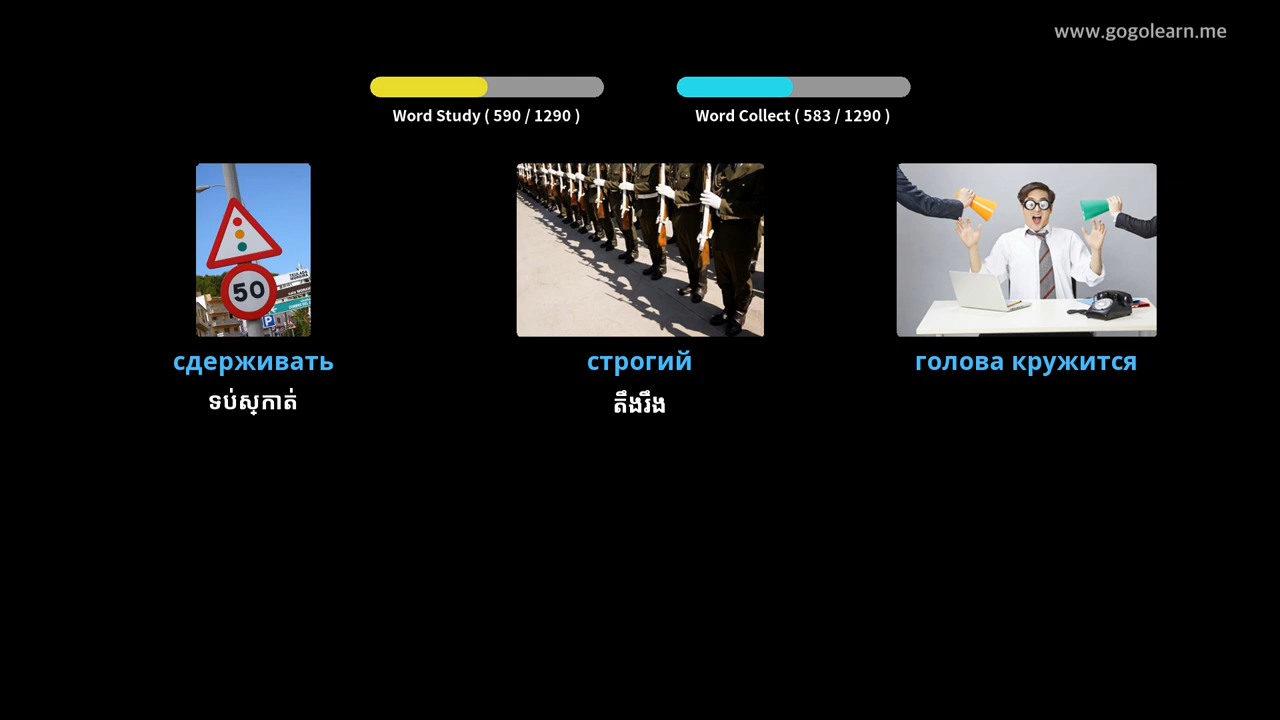 www.gogolearn.me
Word Study ( 590 / 1290 )
Word Collect ( 583 / 1290 )
50
P
сдерживать
строгий
голова кружится
ទប់ស្កាត់
តឹងរឹង